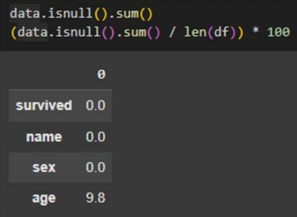 data.isnull().sum()
(data.isnull().sum() / len(df)) * 100
0
survived 0.0
name 0.0
sex 0.0
age 9.8